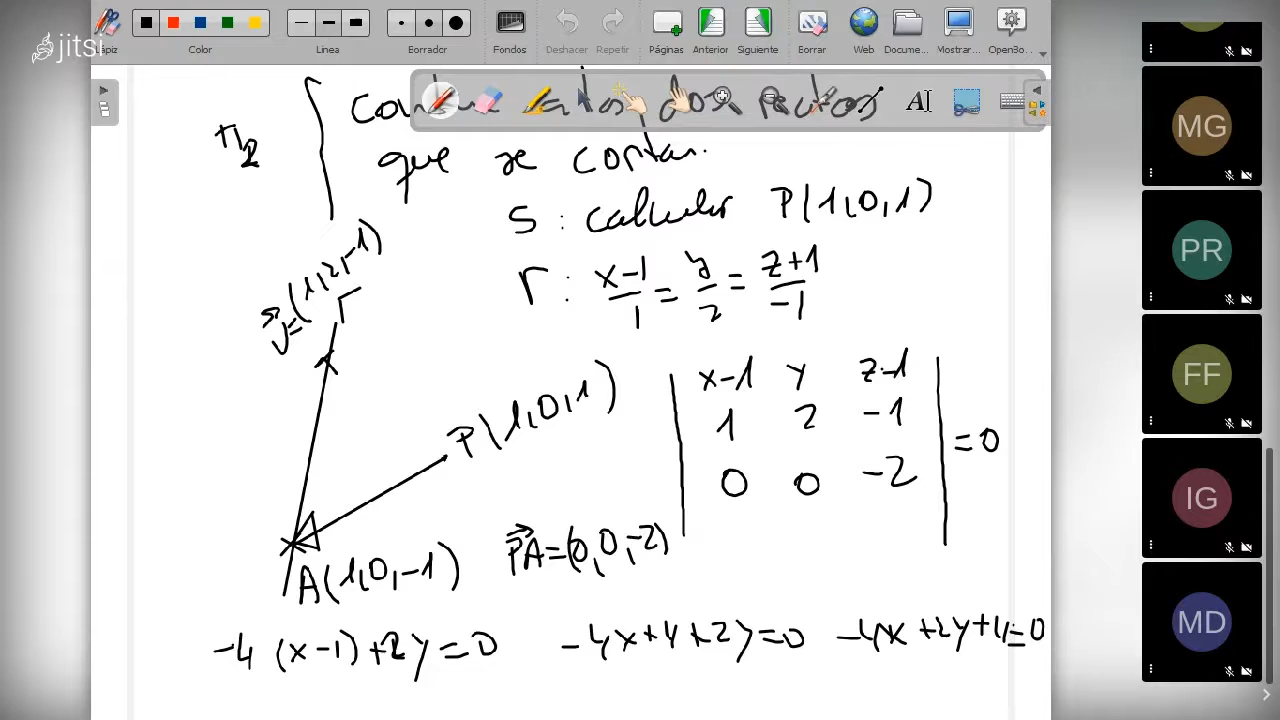 jitsi
Color
Línea
Borrador
Fondos
Deshacer
Repetir
Páginas
Anterior
Siguiente
Borrar
Web
Docume...
Mostrar...
OpenBo...
π2
que se cortan.
S : calcular P(1,0,1)
r : x-1/1 = y/2 = z+1/-1
v⃗=(1,2,-1)
r
P(1,0,1)
x-1 y z-1
1 2 -1
0 0 -2
=0
A(1,0,-1)
PA⃗=(0,0,-2)
-4 (x-1)+2y=0 -4x+4+2y=0 -4x+2y+4=0
MG
PR
FF
IG
MD